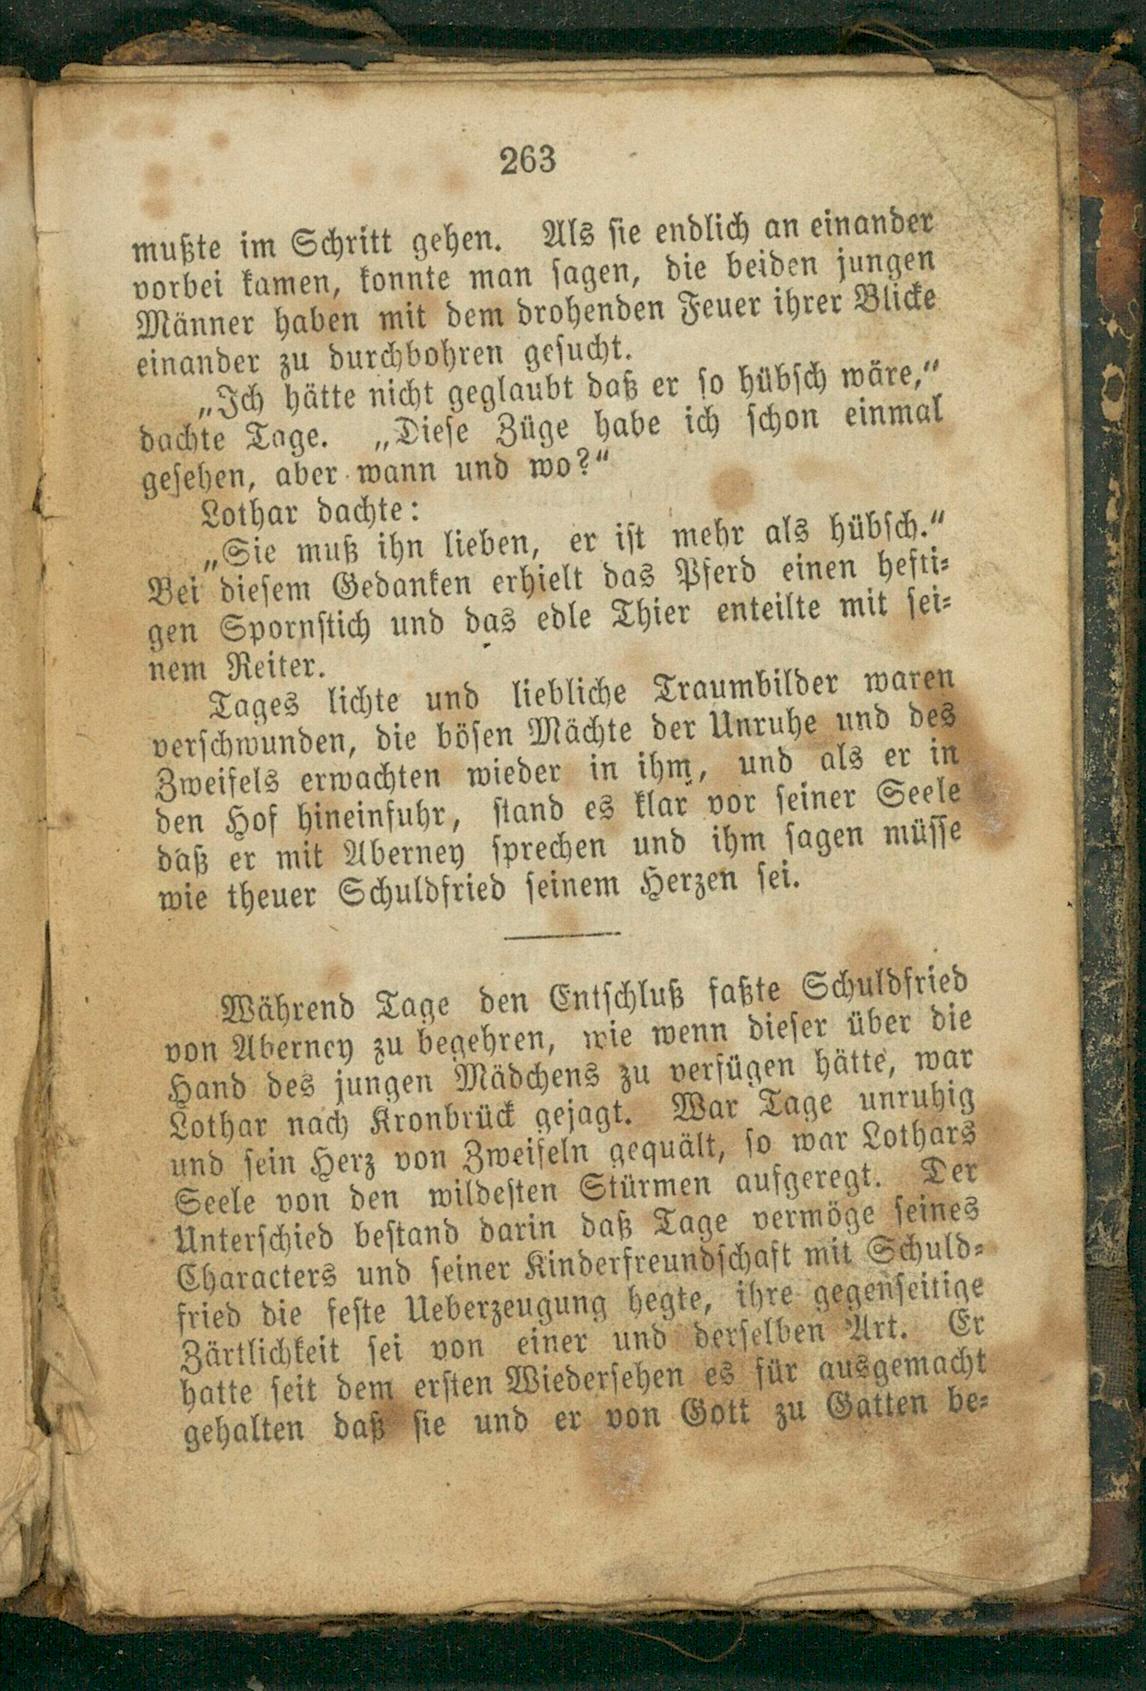 263
mußte im Schritt gehen. Als sie endlich an einander
vorbei kamen, konnte man sagen, die beiden jungen
Männer haben mit dem drohenden Feuer ihrer Blicke
einander zu durchbohren gesucht.
„Ich hätte nicht geglaubt daß er so hübsch wäre,“
dachte Tage. „Diese Züge habe ich schon einmal
gesehen, aber wann und wo?“
Lothar dachte:
„Sie muß ihn lieben, er ist mehr als hübsch.“
Bei diesem Gedanken erhielt das Pferd einen hefti-
gen Spornstich und das edle Thier enteilte mit sei-
nem Reiter.
Tages lichte und liebliche Traumbilder waren
verschwunden, die bösen Mächte der Unruhe und des
Zweifels erwachten wieder in ihm, und als er in
den Hof hineinfuhr, stand es klar vor seiner Seele
daß er mit Aberney sprechen und ihm sagen müsse
wie theuer Schuldfried seinem Herzen sei.
Während Tage den Entschluß faßte Schuldfried
von Aberney zu begehren, wie wenn dieser über die
Hand des jungen Mädchens zu verfügen hätte, war
Lothar nach Kronbrück gejagt. War Tage unruhig
und sein Herz von Zweifeln gequält, so war Lothars
Seele von den wildesten Stürmen aufgeregt. Der
Unterschied bestand darin daß Tage vermöge seines
Characters und seiner Kinderfreundschaft mit Schuld-
fried die feste Ueberzeugung hegte, ihre gegenseitige
Zärtlichkeit sei von einer und derselben Art. Er
hatte seit dem ersten Wiedersehen es für ausgemacht
gehalten daß sie und er von Gott zu Gatten be-